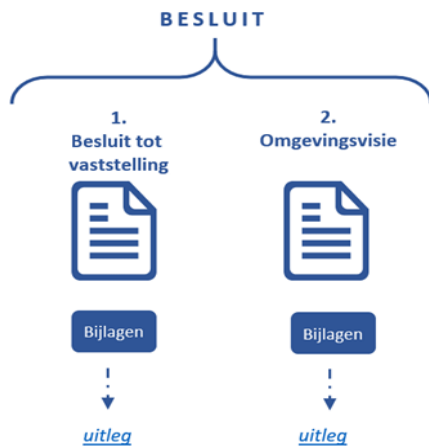 BESLUIT
1.
Besluit tot
vaststelling
2.
Omgevingsvisie
Bijlagen
Bijlagen
uitleg
uitleg